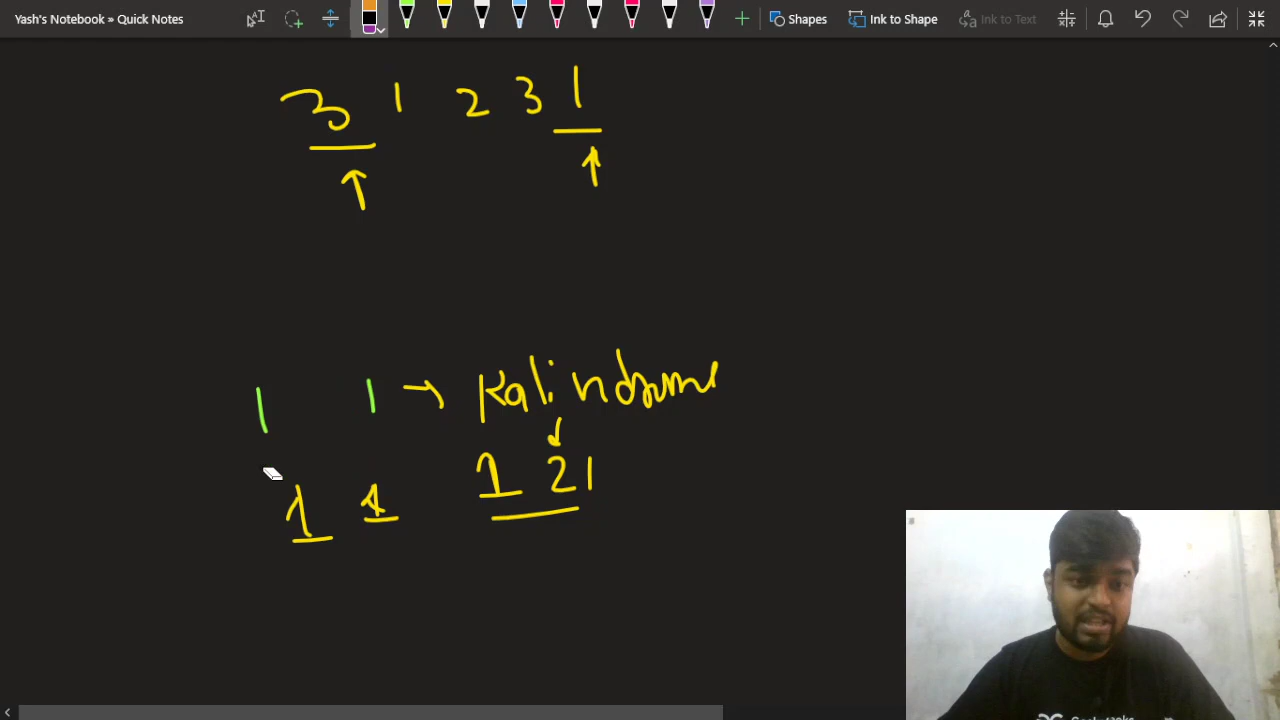 Yash's Notebook » Quick Notes
Shapes
Ink to Shape
Ink to Text
3 1 2 3 1
1 1 → Kalindrome
1 1 1 2 1